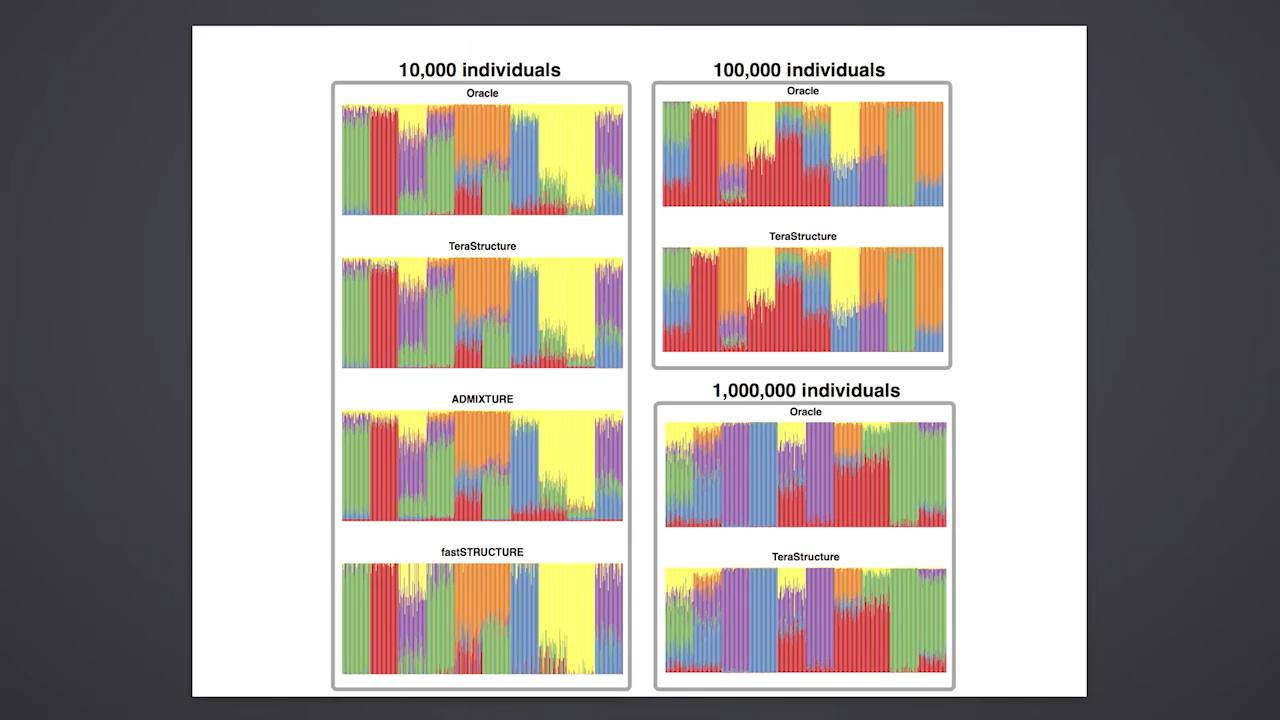 10,000 individuals
Oracle
TeraStructure
ADMIXTURE
fastSTRUCTURE
100,000 individuals
Oracle
TeraStructure
1,000,000 individuals
Oracle
TeraStructure